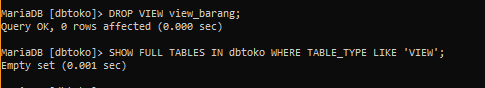 MariaDB [dbtoko]> DROP VIEW view_barang;
Query OK, 0 rows affected (0.000 sec)
MariaDB [dbtoko]> SHOW FULL TABLES IN dbtoko WHERE TABLE_TYPE LIKE 'VIEW';
Empty set (0.001 sec)